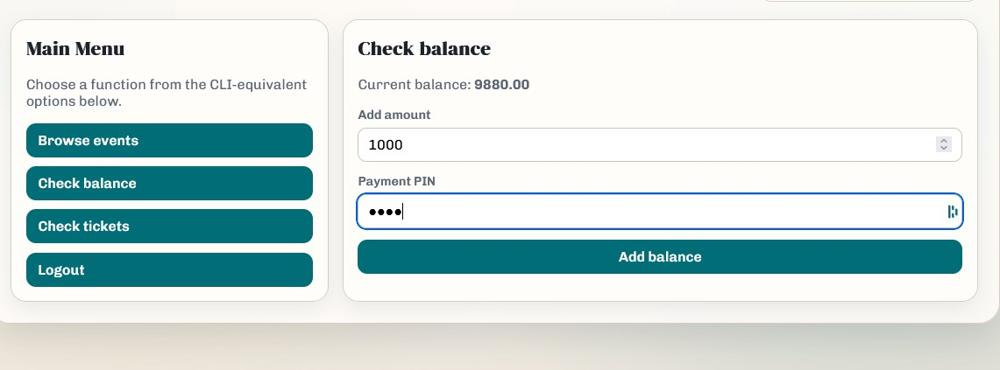 Main Menu
Choose a function from the CLI-equivalent
options below.
Browse events
Check balance
Check tickets
Logout
Check balance
Current balance: 9880.00
Add amount
1000
Payment PIN
••••
Add balance